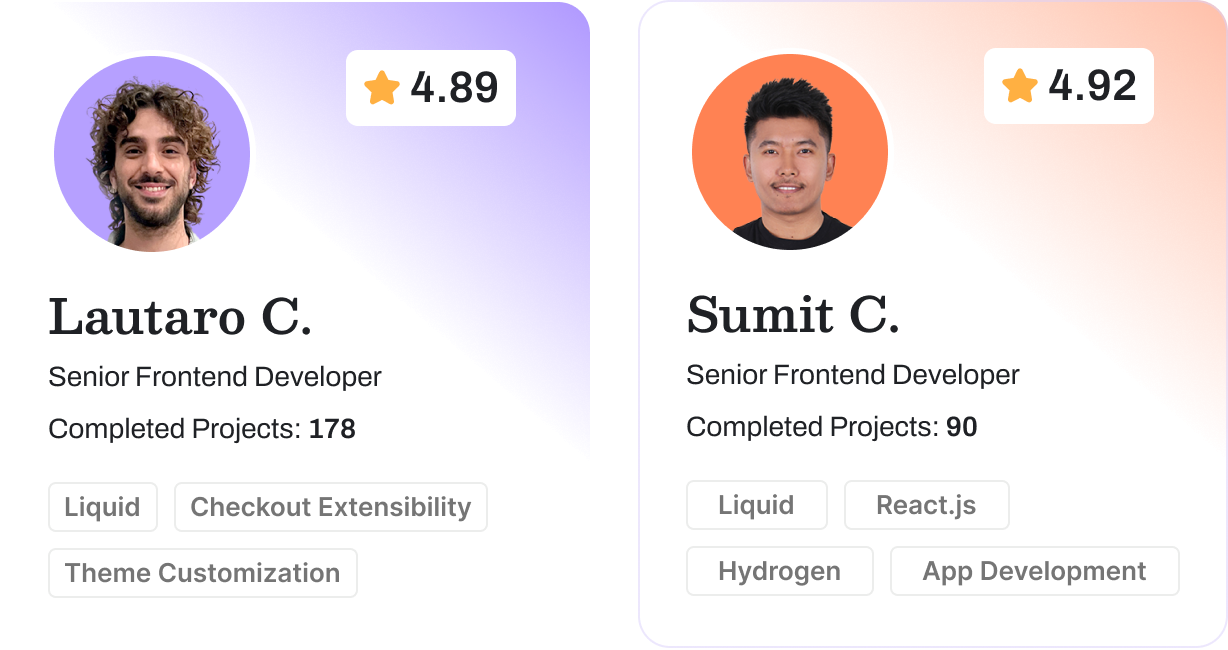 4.89
Lautaro C.
Senior Frontend Developer
Completed Projects: 178
Liquid Checkout Extensibility
Theme Customization
4.92
Sumit C.
Senior Frontend Developer
Completed Projects: 90
Liquid React.js
Hydrogen App Development